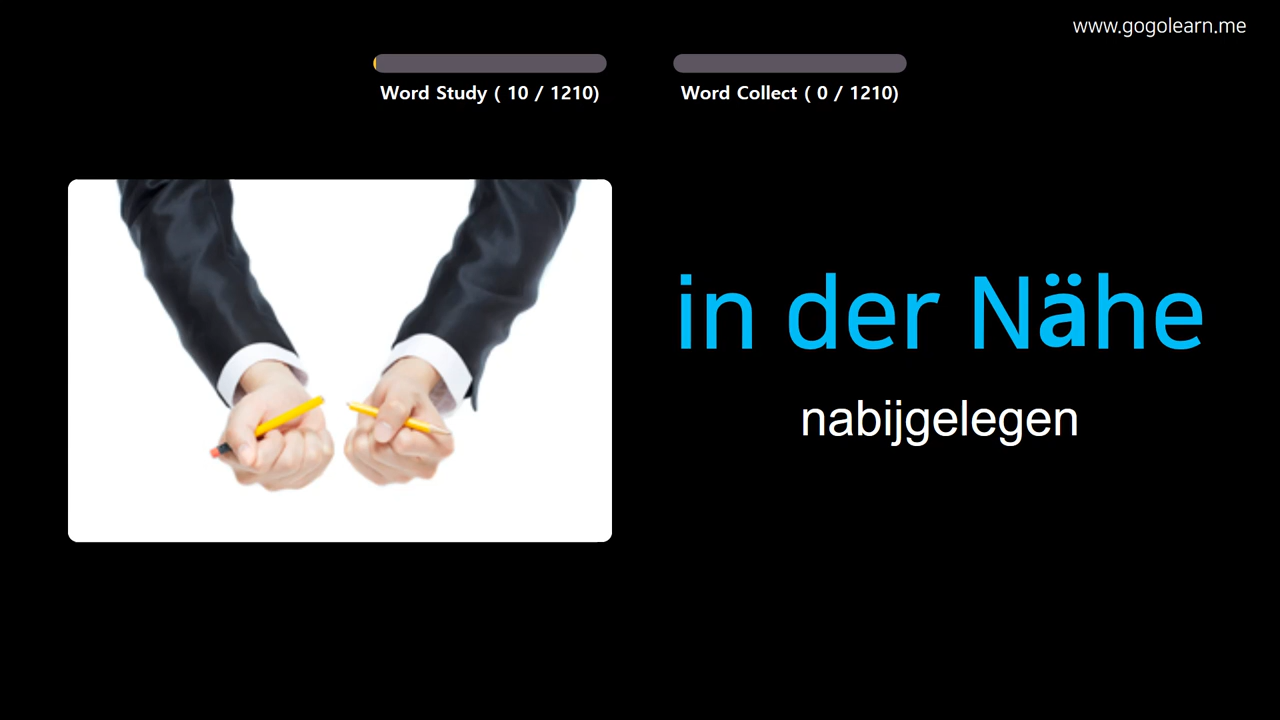 www.gogolearn.me
Word Study ( 10 / 1210)
Word Collect ( 0 / 1210)
in der Nähe
nabijgelegen